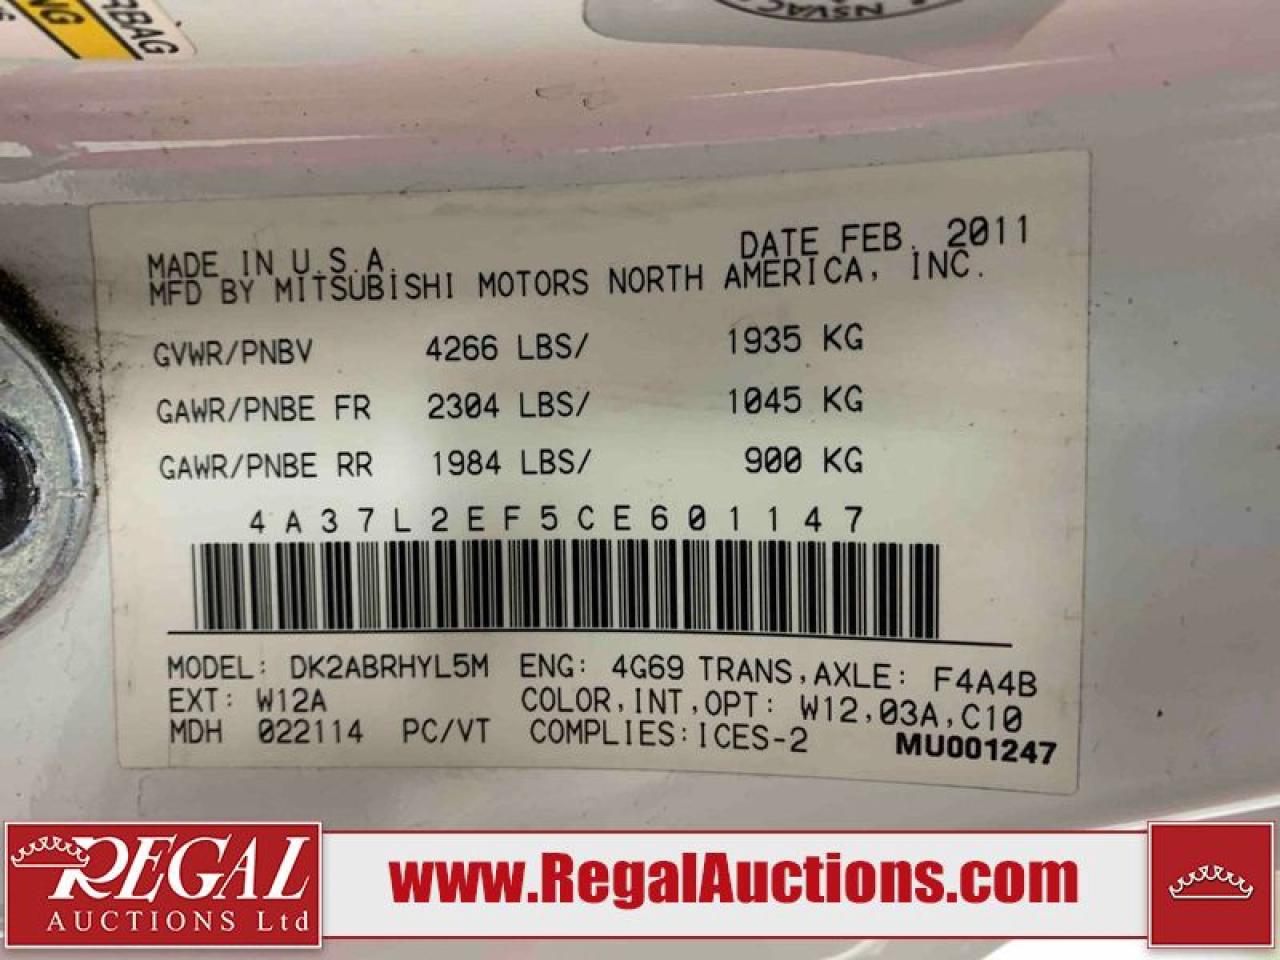 RBAG
NG
NSVAC
MADE IN U.S.A. DATE FEB. 2011
MFD BY MITSUBISHI MOTORS NORTH AMERICA, INC.
GVWR/PNBV 4266 LBS/ 1935 KG
GAWR/PNBE FR 2304 LBS/ 1045 KG
GAWR/PNBE RR 1984 LBS/ 900 KG
4A37L2EF5CE601147
MODEL: DK2ABRHYL5M ENG: 4G69 TRANS,AXLE: F4A4B
EXT: W12A COLOR,INT,OPT: W12,03A,C10
MDH 022114 PC/VT COMPLIES:ICES-2 MU001247
REGAL
AUCTIONS Ltd
www.RegalAuctions.com